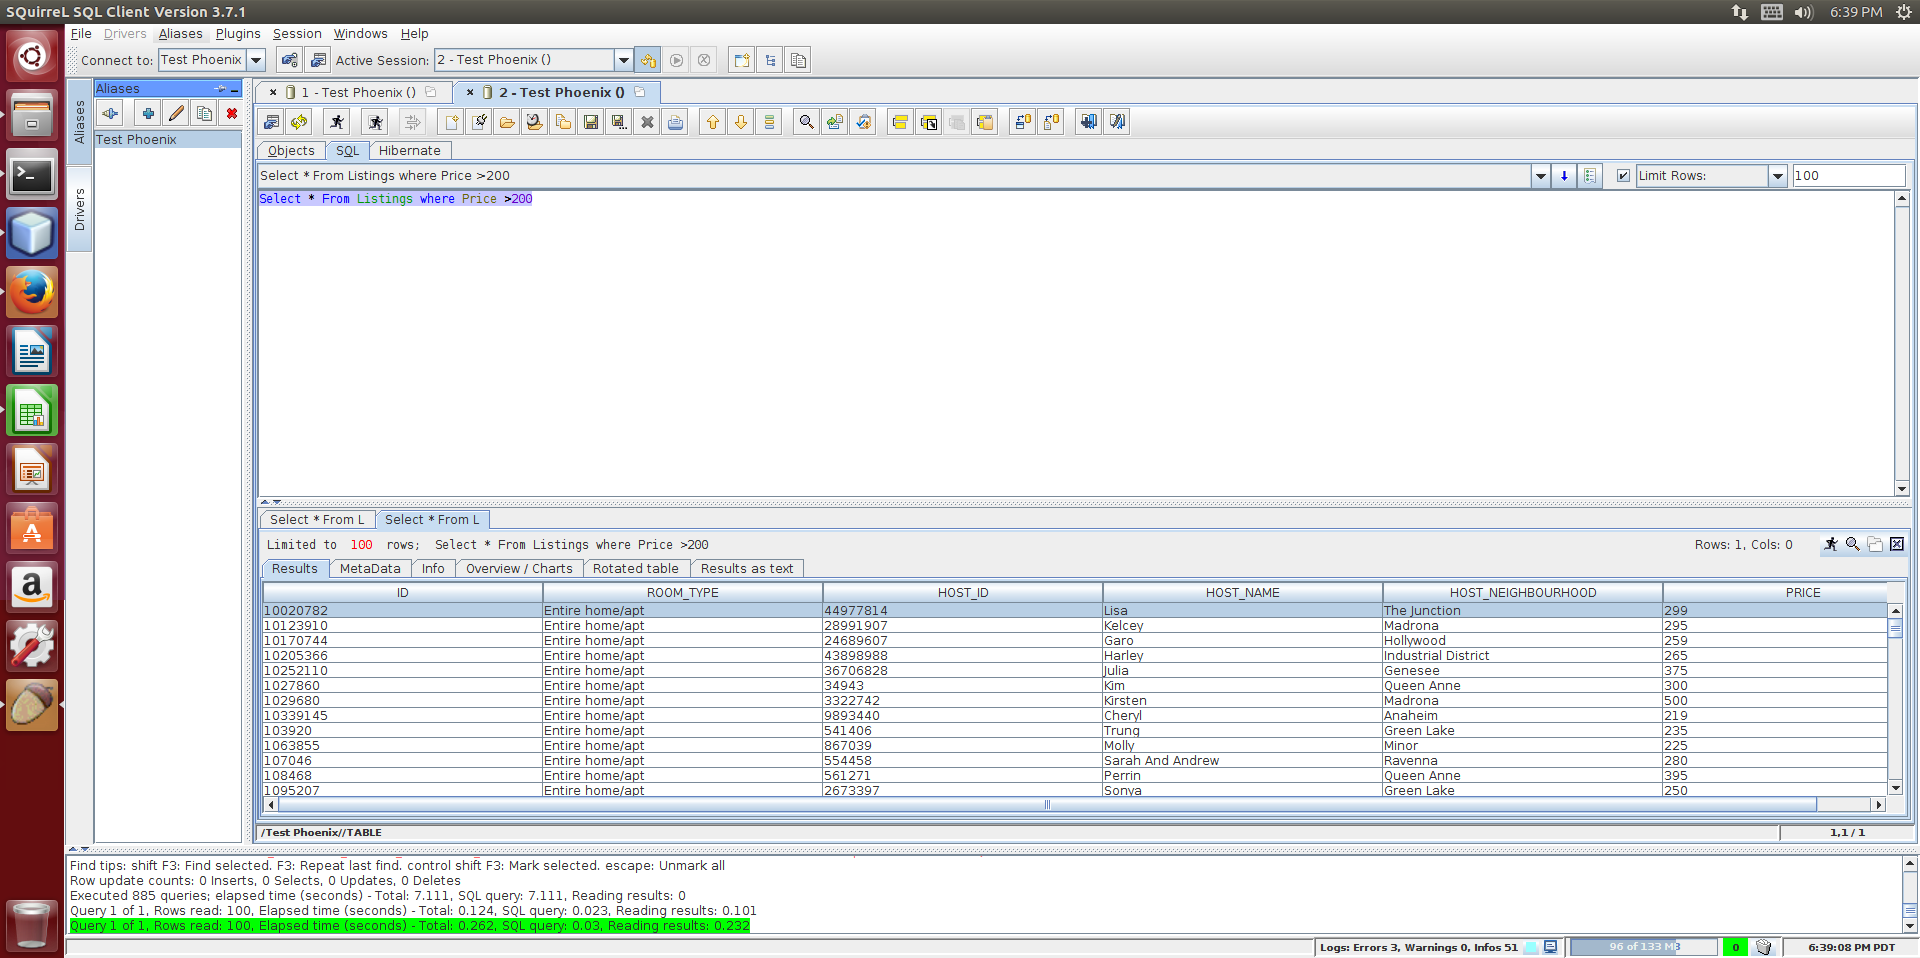 SQuirreL SQL Client Version 3.7.1
6:39 PM
File Drivers Aliases Plugins Session Windows Help
Connect to: Test Phoenix Active Session: 2 - Test Phoenix ()
Aliases
Aliases
Drivers
Test Phoenix
1 - Test Phoenix () 2 - Test Phoenix ()
Objects SQL Hibernate
Select * From Listings where Price >200 Limit Rows: 100
Select * From Listings where Price >200
Select * From L Select * From L
Limited to 100 rows; Select * From Listings where Price >200 Rows: 1, Cols: 0
Results MetaData Info Overview / Charts Rotated table Results as text
ID ROOM_TYPE HOST_ID HOST_NAME HOST_NEIGHBOURHOOD PRICE
10020782 Entire home/apt 44977814 Lisa The Junction 299
10123910 Entire home/apt 28991907 Kelcey Madrona 295
10170744 Entire home/apt 24689607 Garo Hollywood 259
10205366 Entire home/apt 43898988 Harley Industrial District 265
10252110 Entire home/apt 36706828 Julia Genesee 375
1027860 Entire home/apt 34943 Kim Queen Anne 300
1029680 Entire home/apt 3322742 Kirsten Madrona 500
10339145 Entire home/apt 9893440 Cheryl Anaheim 219
103920 Entire home/apt 541406 Trung Green Lake 235
1063855 Entire home/apt 867039 Molly Minor 225
107046 Entire home/apt 554458 Sarah And Andrew Ravenna 280
108468 Entire home/apt 561271 Perrin Queen Anne 395
1095207 Entire home/apt 2673397 Sonya Green Lake 250
/Test Phoenix//TABLE 1,1 / 1
Find tips: shift F3: Find selected. F3: Repeat last find. control shift F3: Mark selected. escape: Unmark all
Row update counts: 0 Inserts, 0 Selects, 0 Updates, 0 Deletes
Executed 885 queries; elapsed time (seconds) - Total: 7.111, SQL query: 7.111, Reading results: 0
Query 1 of 1, Rows read: 100, Elapsed time (seconds) - Total: 0.124, SQL query: 0.023, Reading results: 0.101
Query 1 of 1, Rows read: 100, Elapsed time (seconds) - Total: 0.262, SQL query: 0.03, Reading results: 0.232
Logs: Errors 3, Warnings 0, Infos 51 96 of 133 MB 0 6:39:08 PM PDT